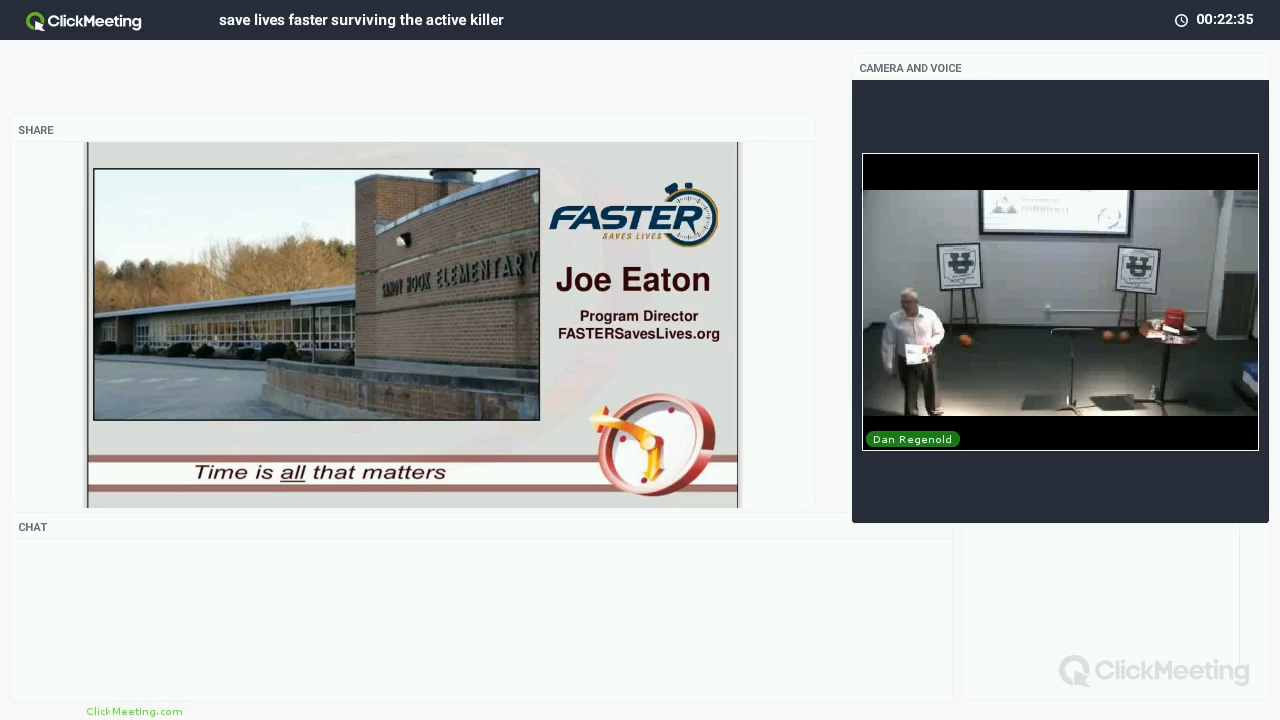 ClickMeeting
save lives faster surviving the active killer
00:22:35
CAMERA AND VOICE
SHARE
SANDY HOOK ELEMENTARY
FASTER
SAVES LIVES
Joe Eaton
Program Director
FASTERSavesLives.org
Time is all that matters
Dan Regenold
CHAT
ClickMeeting
ClickMeeting.com